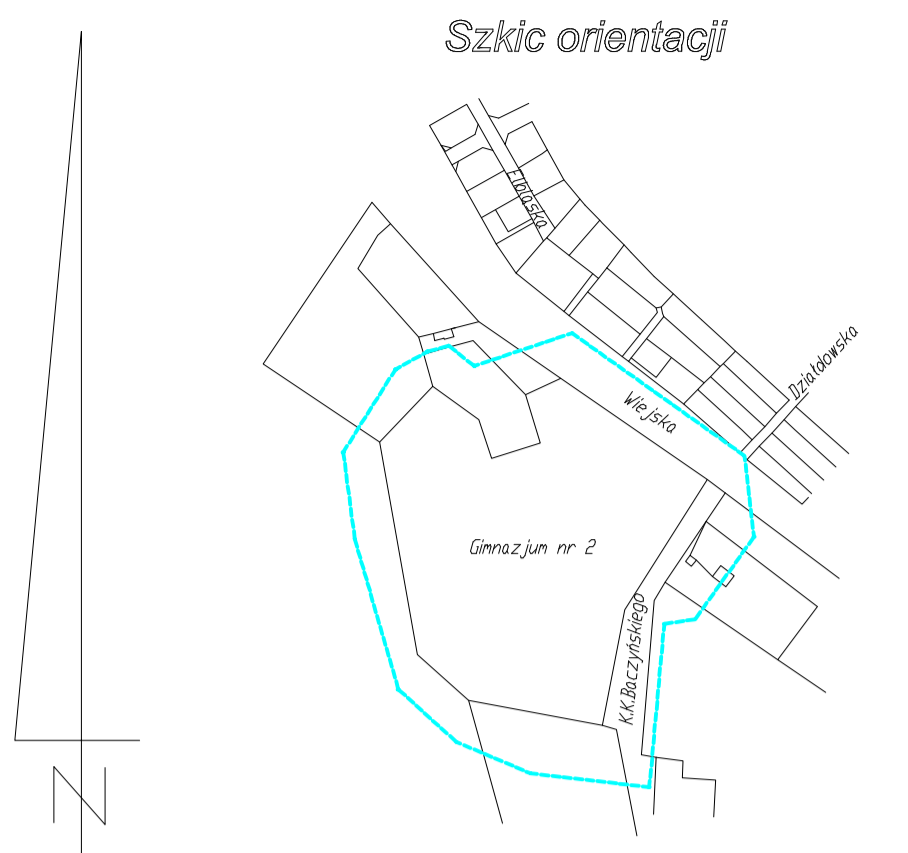 Szkic orientacji
Elbląska
Działdowska
Wiejska
Gimnazjum nr 2
K.K.Baczyńskiego
N